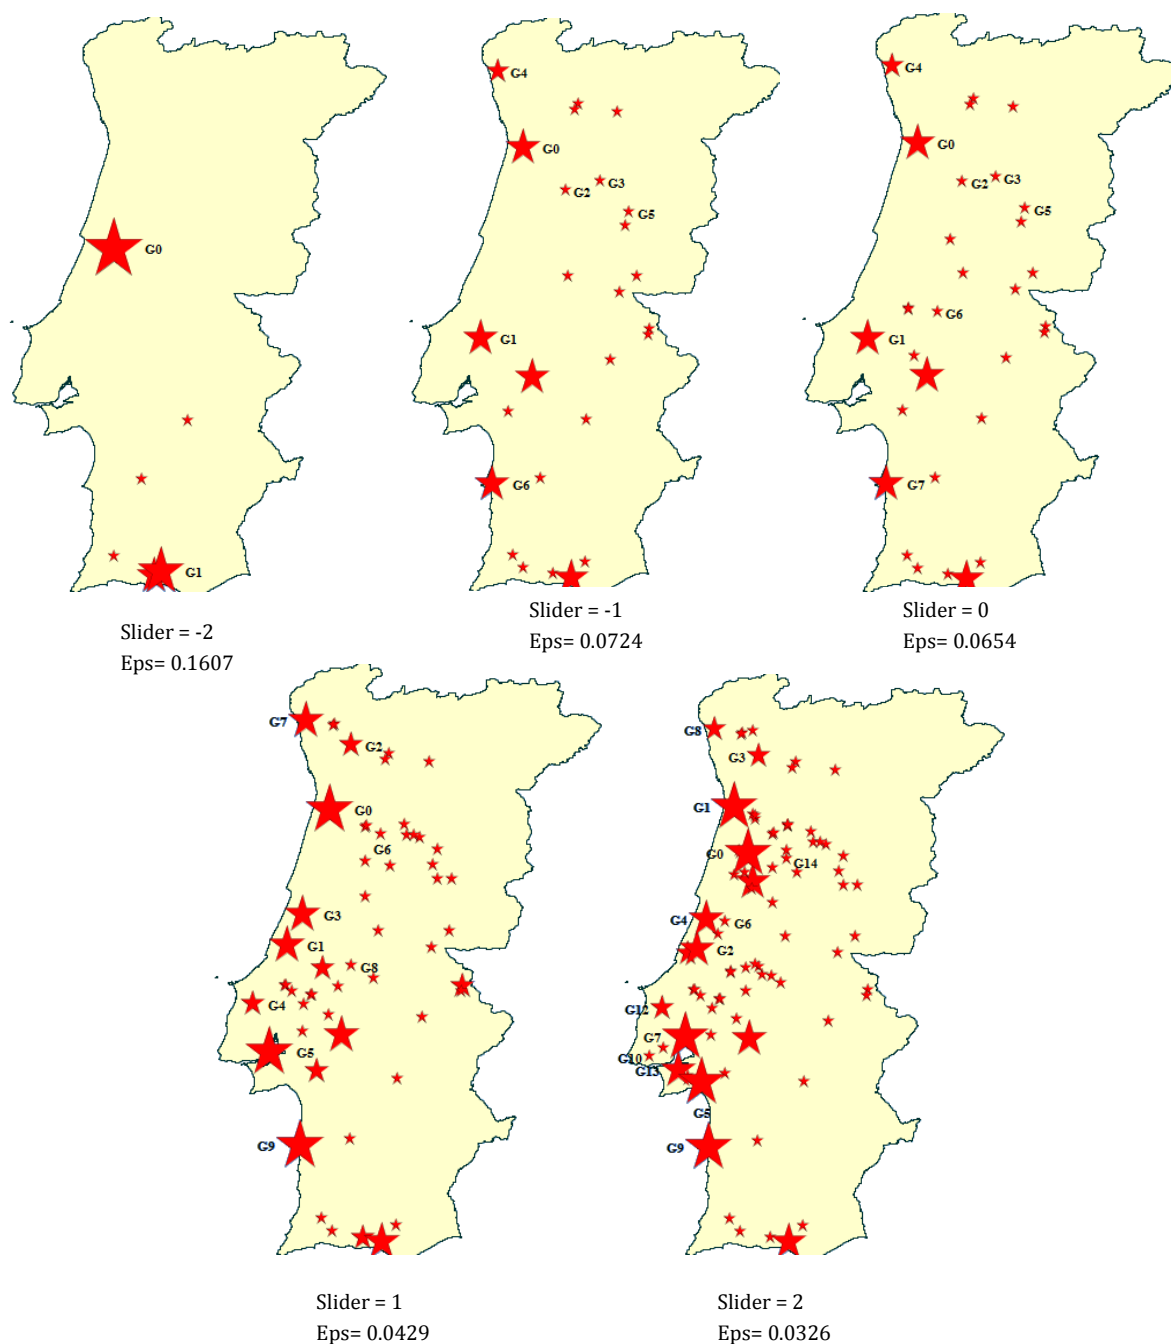 G0
G1
Slider = -2
Eps= 0.1607
G4
G0
G3
G2
G5
G1
G6
Slider = -1
Eps= 0.0724
G4
G0
G3
G2
G5
G6
G1
G7
Slider = 0
Eps= 0.0654
G7
G2
G0
G6
G3
G1
G8
G4
G5
G9
Slider = 1
Eps= 0.0429
G8
G3
G1
G0
G14
G4
G6
G2
G12
G7
G10
G13
G5
G9
Slider = 2
Eps= 0.0326